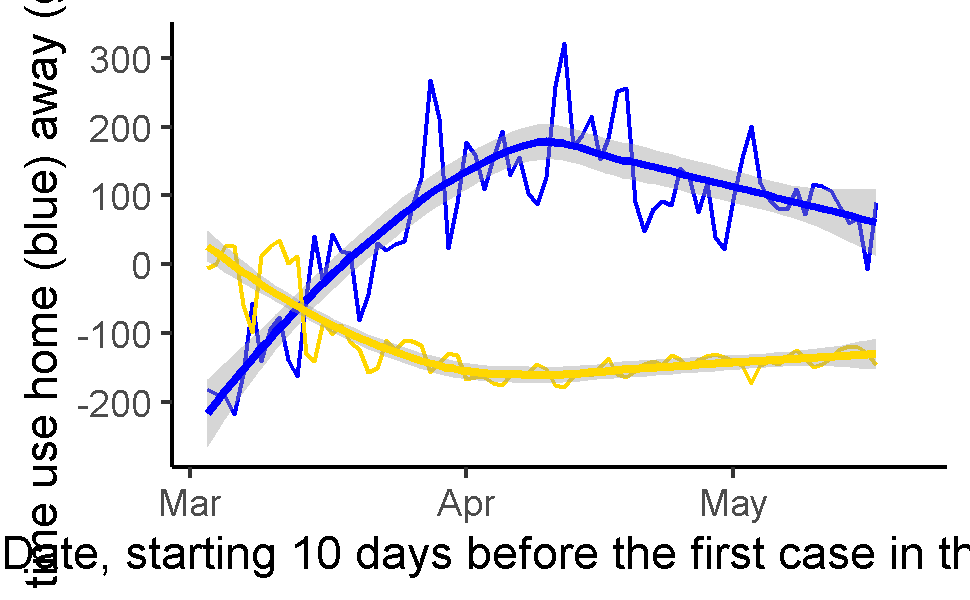 time use home (blue) away (
300
200
100
0
-100
-200
Mar Apr May
Date, starting 10 days before the first case in th